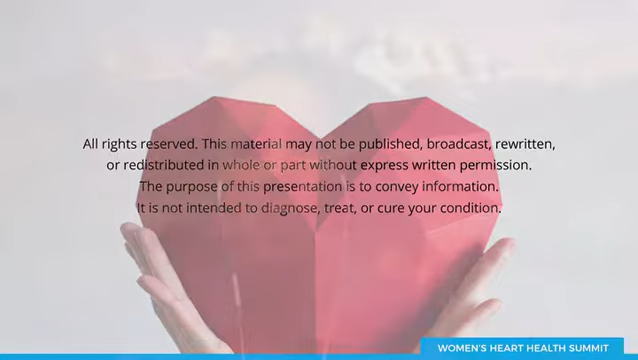 All rights reserved. This material may not be published, broadcast, rewritten,
or redistributed in whole or part without express written permission.
The purpose of this presentation is to convey information.
It is not intended to diagnose, treat, or cure your condition.
WOMEN'S HEART HEALTH SUMMIT